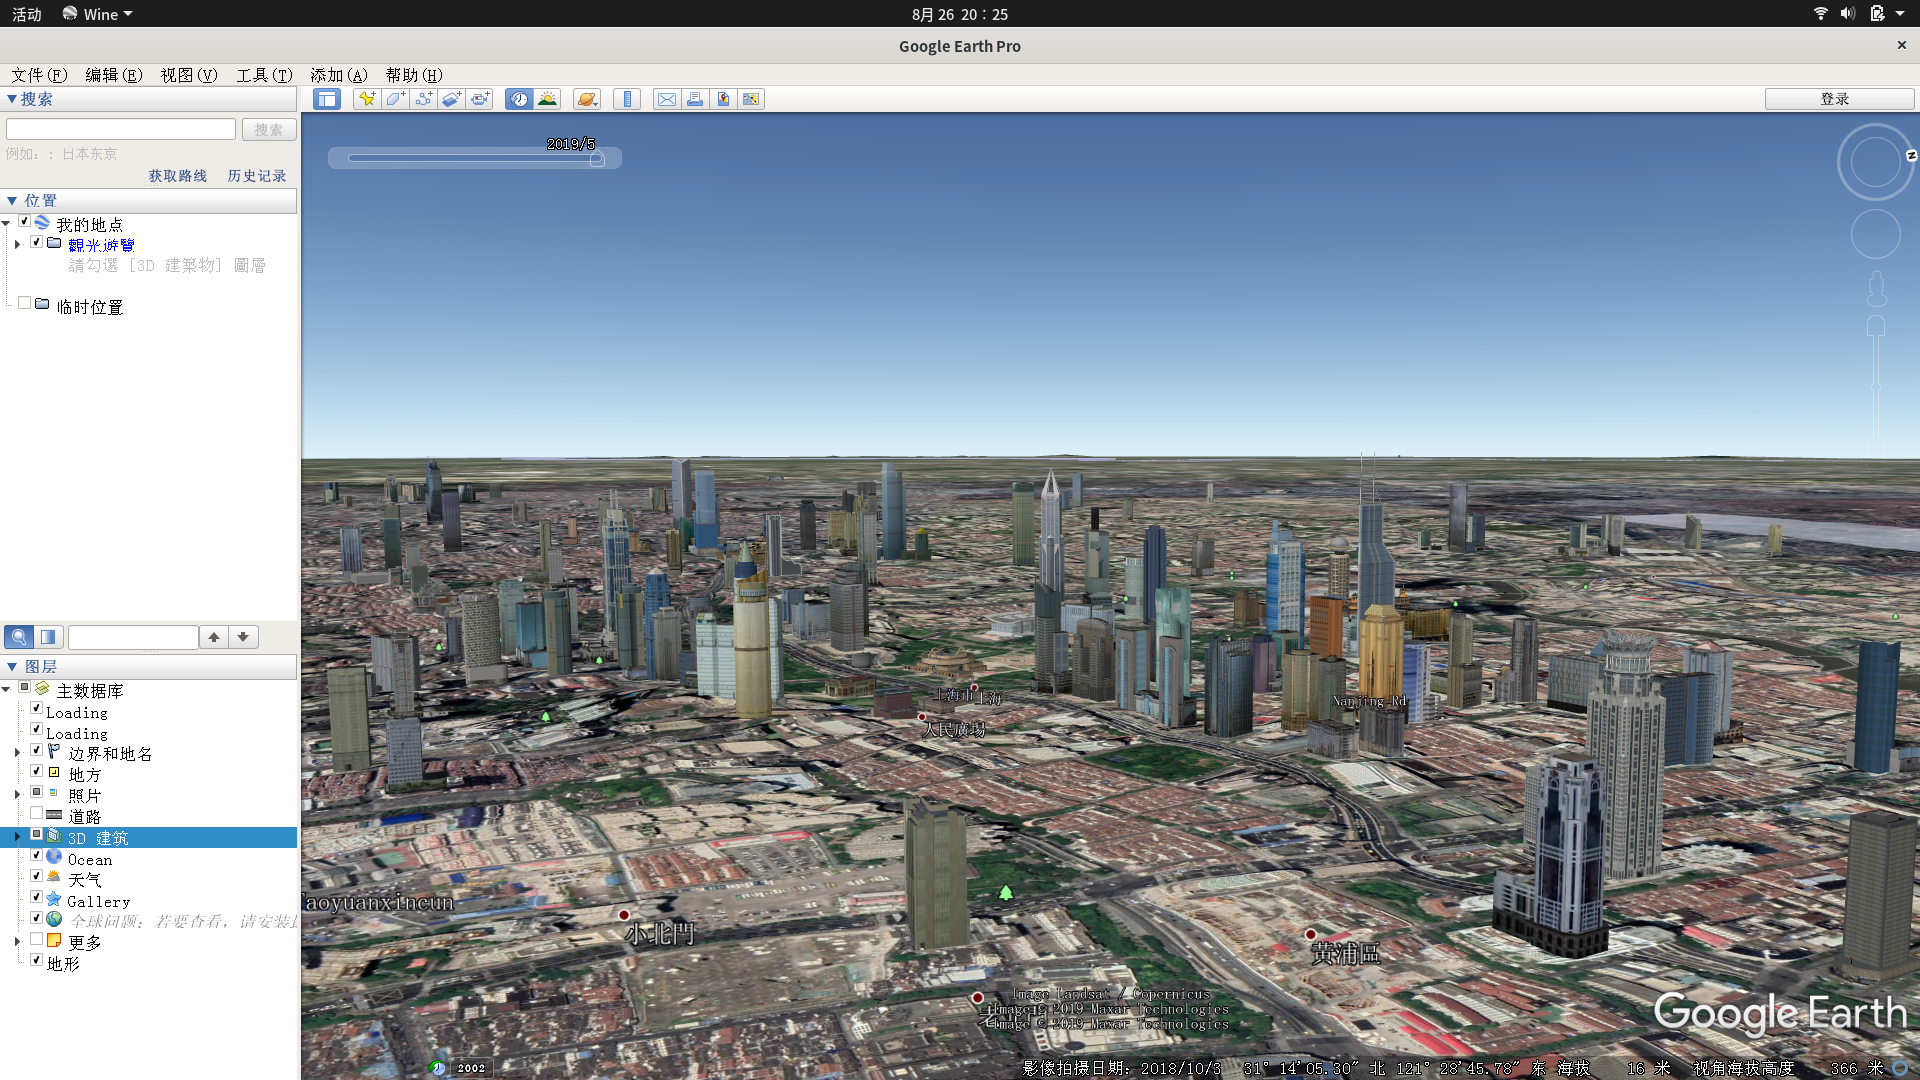 活动 Wine 8月 26 20：25
Google Earth Pro
文件(F) 编辑(E) 视图(V) 工具(T) 添加(A) 帮助(H)
搜索
登录
搜索
例如：: 日本东京
获取路线 历史记录
位置
我的地点
觀光遊覽
請勾選 [3D 建築物] 圖層
临时位置
图层
主数据库
Loading
Loading
边界和地名
地方
照片
道路
3D 建筑
Ocean
天气
Gallery
全球问题：若要查看，请安装
更多
地形
2019/5
N
上海市 上海
人民廣場
Nanjing Rd
aoyuanxincun
小北門
黄浦區
Image Landsat / Copernicus
Image © 2019 Maxar Technologies
Image © 2019 Maxar Technologies
Google Earth
2002
影像拍摄日期: 2018/10/3 31° 14'05.30" 北 121° 28'45.78" 东 海拔 16 米 视角海拔高度 366 米